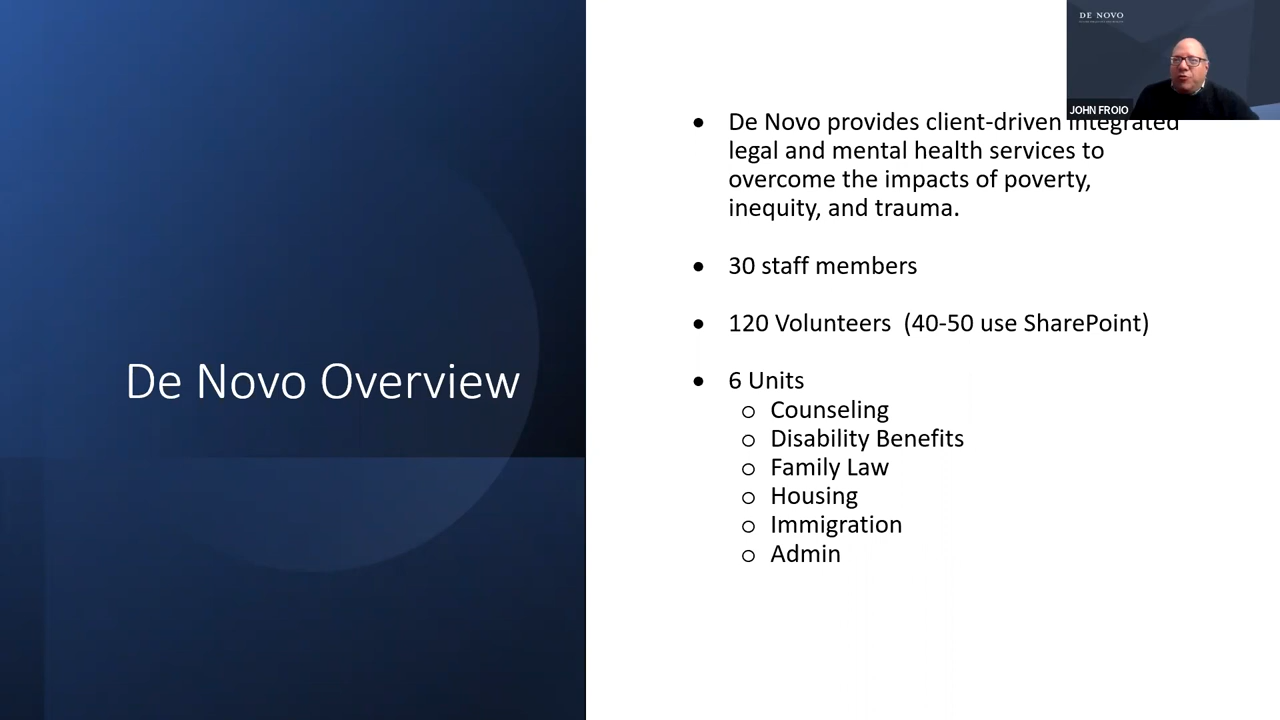 DE NOVO
JOHN FROIO
De Novo Overview
• De Novo provides client-driven integrated
legal and mental health services to
overcome the impacts of poverty,
inequity, and trauma.
• 30 staff members
• 120 Volunteers (40-50 use SharePoint)
• 6 Units
o Counseling
o Disability Benefits
o Family Law
o Housing
o Immigration
o Admin